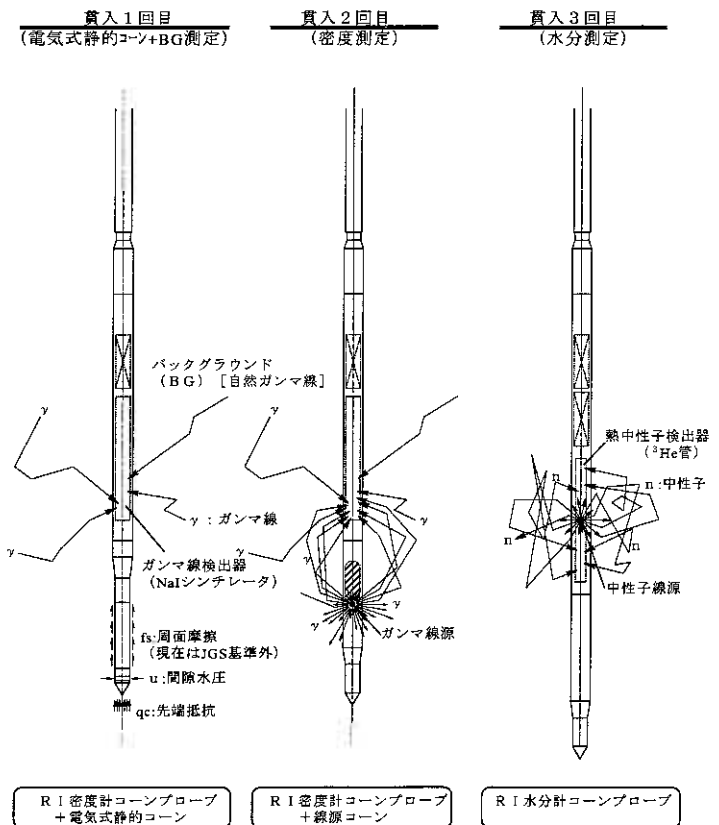 貫入1回目
(電気式静的コーン+BG測定)
貫入2回目
(密度測定)
貫入3回目
(水分測定)
バックグラウンド
(BG) [自然ガンマ線]
γ
γ
γ : ガンマ線
γ
γ
ガンマ線検出器
(NaIシンチレータ)
fs:周面摩擦
(現在はJGS基準外)
u :間隙水圧
qc:先端抵抗
γ
γ
ガンマ線源
熱中性子検出器
(³He管)
n
n : 中性子
n
n
中性子線源
RI密度計コーンプローブ
+電気式静的コーン
RI密度計コーンプローブ
+線源コーン
RI水分計コーンプローブ